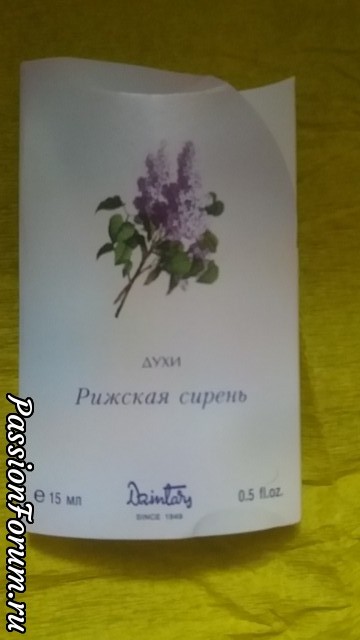 ДУХИ
Рижская сирень
e 15 мл
Dzintars
SINCE 1849
0.5 fl.oz.
PassionForum.ru